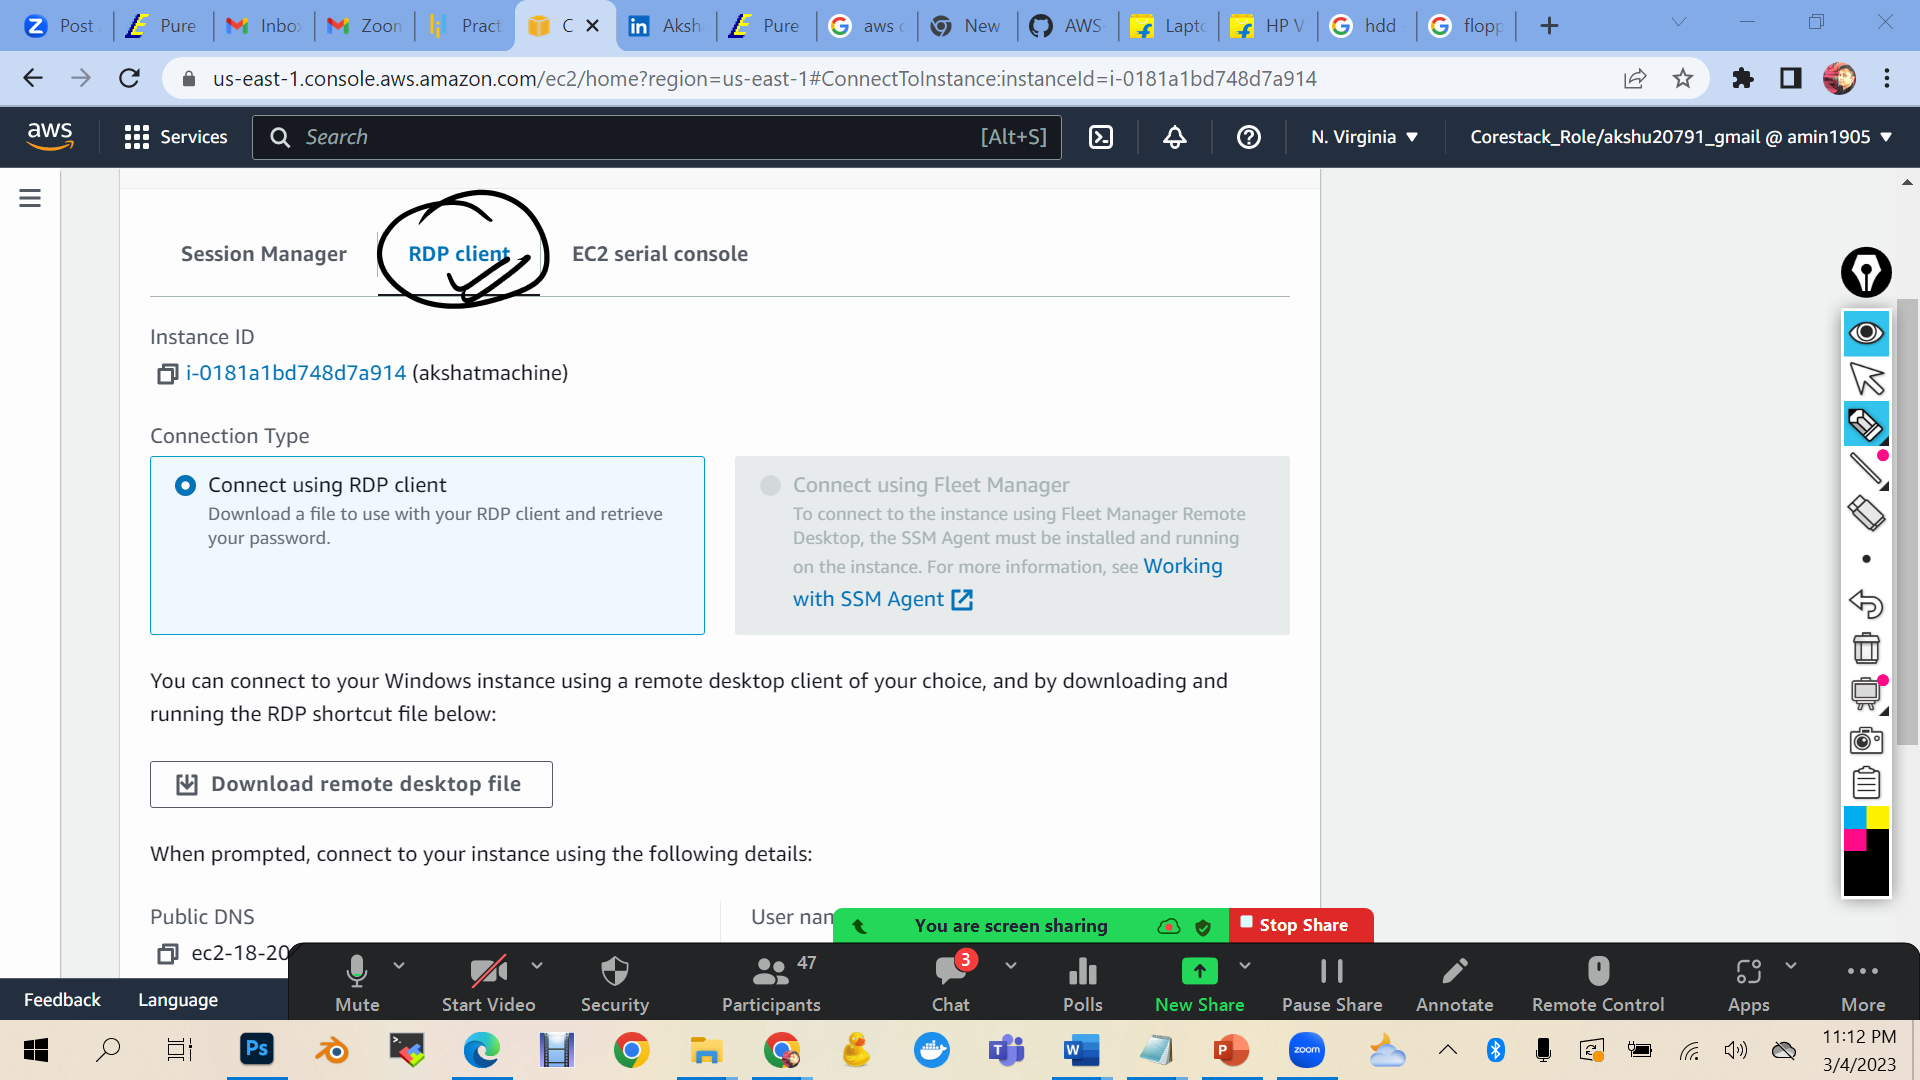 Post
Pure
Inbo
Zoon
Pract
C
Aksh
Pure
aws
New
AWS
Lapto
HP V
hdd
flopp
us-east-1.console.aws.amazon.com/ec2/home?region=us-east-1#ConnectToInstance:instanceId=i-0181a1bd748d7a914
aws
Services
Search
[Alt+S]
N. Virginia
Corestack_Role/akshu20791_gmail @ amin1905
Session Manager
RDP client
EC2 serial console
Instance ID
i-0181a1bd748d7a914 (akshatmachine)
Connection Type
Connect using RDP client
Download a file to use with your RDP client and retrieve
your password.
Connect using Fleet Manager
To connect to the instance using Fleet Manager Remote
Desktop, the SSM Agent must be installed and running
on the instance. For more information, see Working
with SSM Agent
You can connect to your Windows instance using a remote desktop client of your choice, and by downloading and
running the RDP shortcut file below:
Download remote desktop file
When prompted, connect to your instance using the following details:
Public DNS
User nam
ec2-18-20
You are screen sharing
Stop Share
Mute
Start Video
Security
47
Participants
3
Chat
Polls
New Share
Pause Share
Annotate
Remote Control
Apps
More
Feedback
Language
Ps
W
P
zoom
11:12 PM
3/4/2023